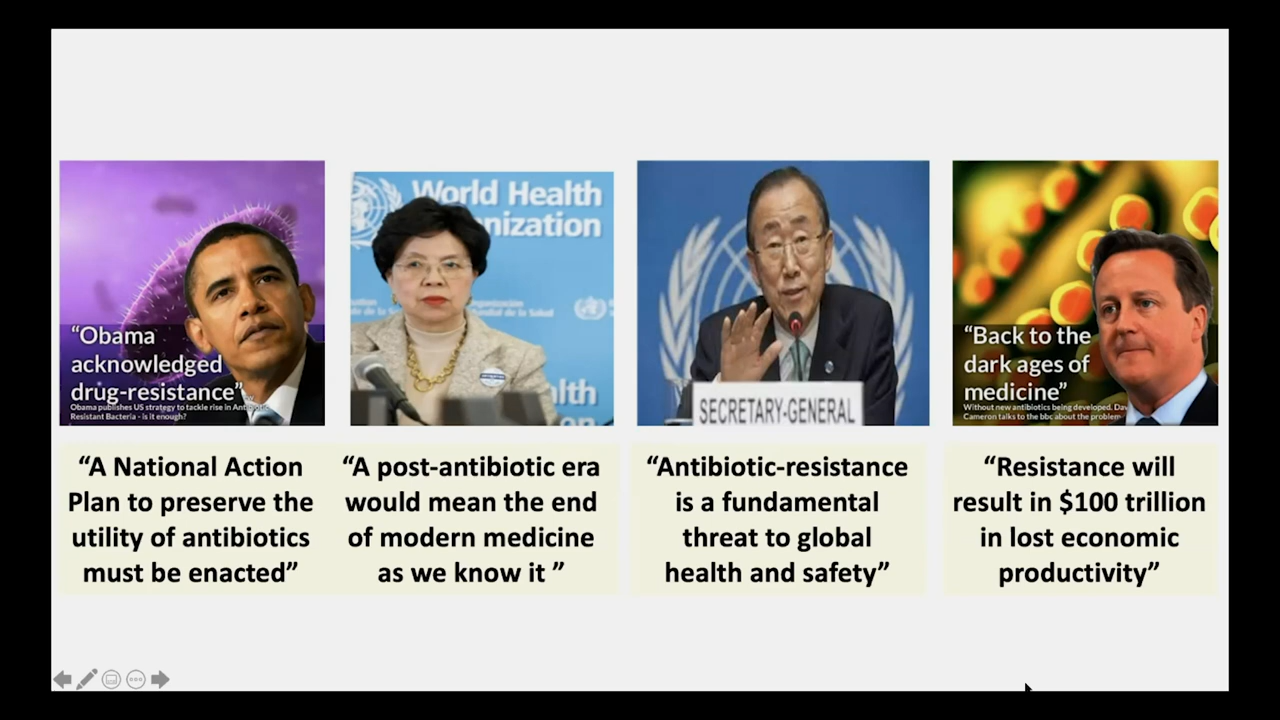 “Obama
acknowledged
drug-resistance”
Obama publishes US strategy to tackle rise in
Resistant Bacteria - is it enough?
World Health
nization
SECRETARY-GENERAL
“Back to the
dark ages of
medicine”
Without new antibiotics being developed. Dav
Cameron talks to the bbc about the problem
“A National Action
Plan to preserve the
utility of antibiotics
must be enacted”
“A post-antibiotic era
would mean the end
of modern medicine
as we know it ”
“Antibiotic-resistance
is a fundamental
threat to global
health and safety”
“Resistance will
result in $100 trillion
in lost economic
productivity”